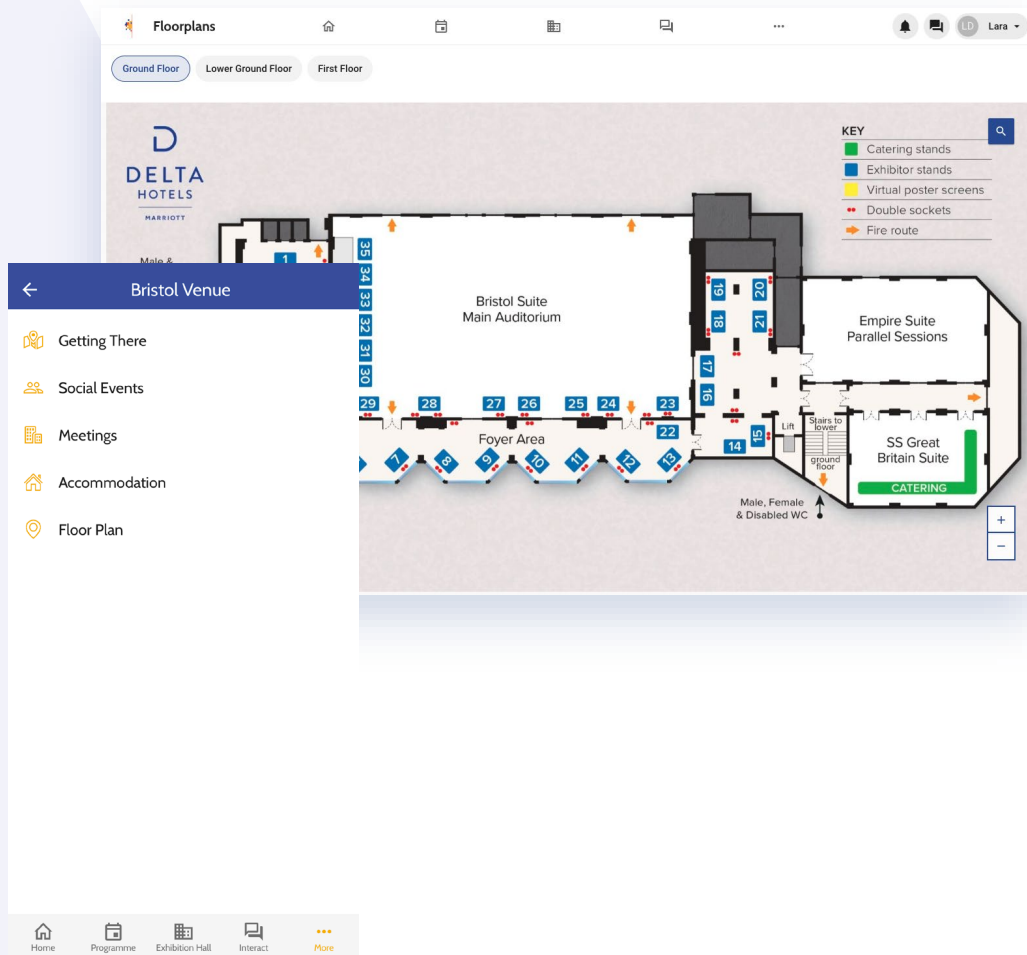 Floorplans
LD Lara
Ground Floor
Lower Ground Floor
First Floor
DELTA
HOTELS
MARRIOTT
KEY
Catering stands
Exhibitor stands
Virtual poster screens
Double sockets
Fire route
Male &
1
35
34
33
32
31
30
29
28
27
26
25
24
23
22
Bristol Suite
Main Auditorium
19
20
18
21
17
16
15
14
Empire Suite
Parallel Sessions
Lift
Stairs to
lower
ground
floor
SS Great
Britain Suite
CATERING
Foyer Area
7
8
9
10
11
12
13
Male, Female
& Disabled WC
+
−
Bristol Venue
Getting There
Social Events
Meetings
Accommodation
Floor Plan
Home
Programme
Exhibition Hall
Interact
More